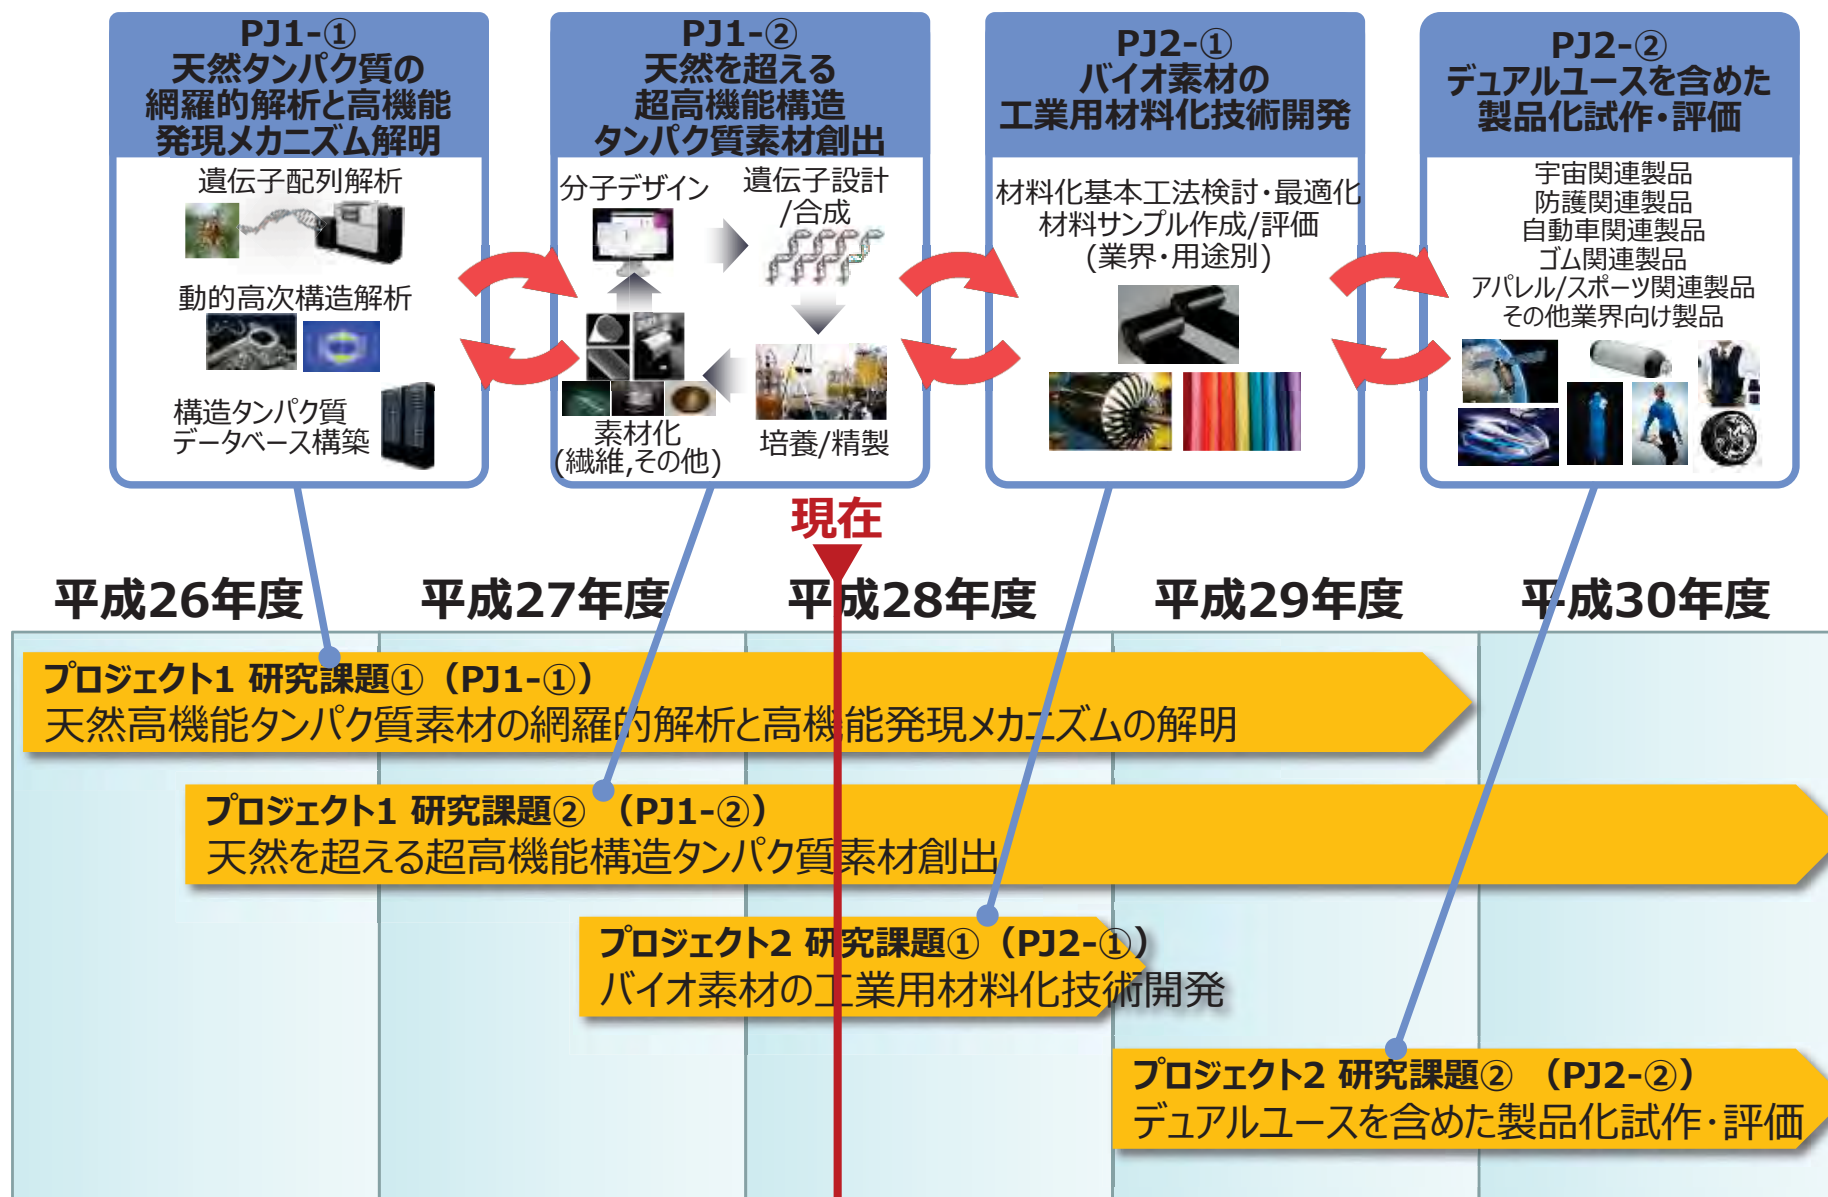 PJ1-①
天然タンパク質の
網羅的解析と高機能
発現メカニズム解明
遺伝子配列解析
動的高次構造解析
構造タンパク質
データベース構築
PJ1-②
天然を超える
超高機能構造
タンパク質素材創出
分子デザイン
遺伝子設計
/合成
素材化
(繊維,その他)
培養/精製
PJ2-①
バイオ素材の
工業用材料化技術開発
材料化基本工法検討・最適化
材料サンプル作成/評価
(業界・用途別)
PJ2-②
デュアルユースを含めた
製品化試作・評価
宇宙関連製品
防護関連製品
自動車関連製品
ゴム関連製品
アパレル/スポーツ関連製品
その他業界向け製品
現在
平成26年度
平成27年度
平成28年度
平成29年度
平成30年度
プロジェクト1 研究課題①（PJ1-①）
天然高機能タンパク質素材の網羅的解析と高機能発現メカニズムの解明
プロジェクト1 研究課題②（PJ1-②）
天然を超える超高機能構造タンパク質素材創出
プロジェクト2 研究課題①（PJ2-①）
バイオ素材の工業用材料化技術開発
プロジェクト2 研究課題②（PJ2-②）
デュアルユースを含めた製品化試作・評価